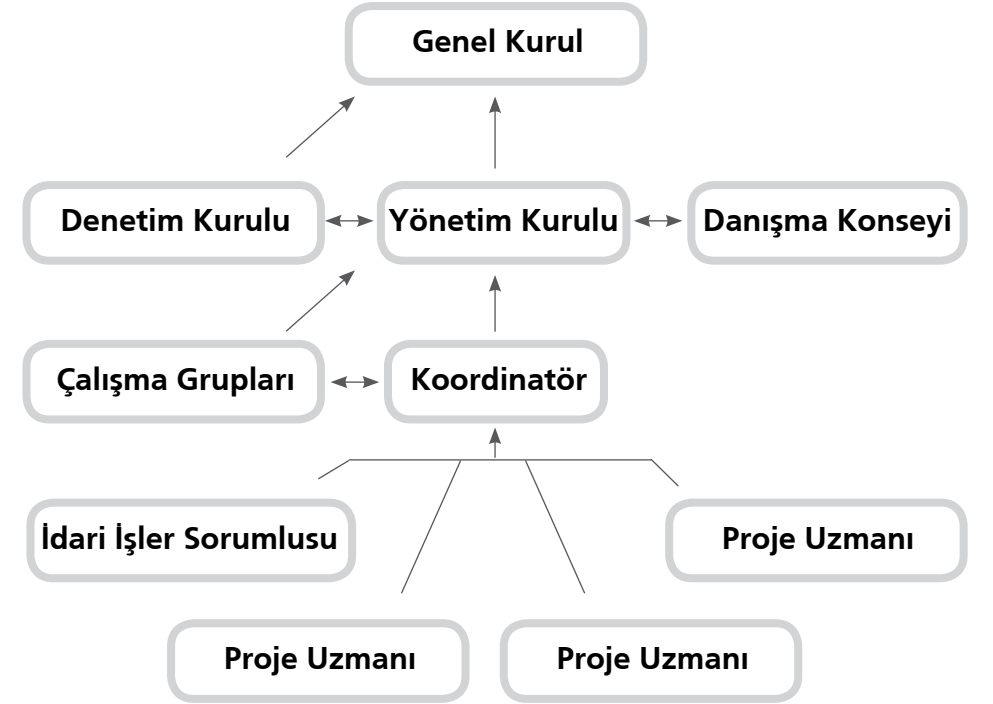 Genel Kurul
Denetim Kurulu
Yönetim Kurulu
Danışma Konseyi
Çalışma Grupları
Koordinatör
İdari İşler Sorumlusu
Proje Uzmanı
Proje Uzmanı
Proje Uzmanı